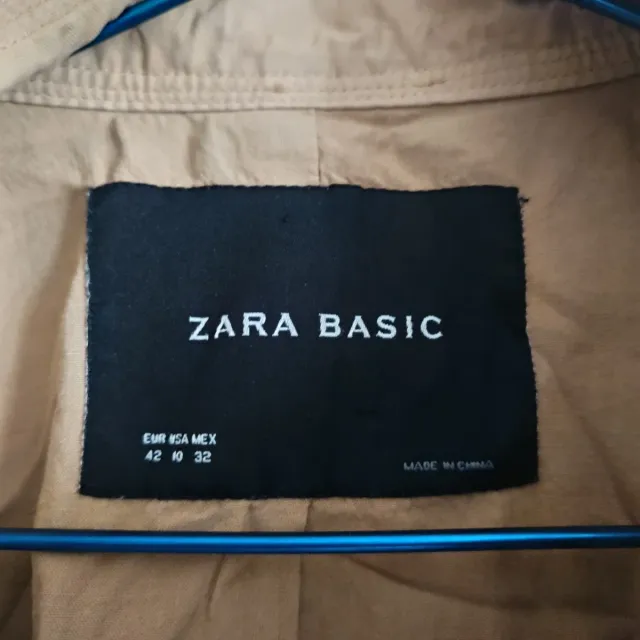 ZARA BASIC
EUR USA MEX
42 10 32
MADE IN CHINA